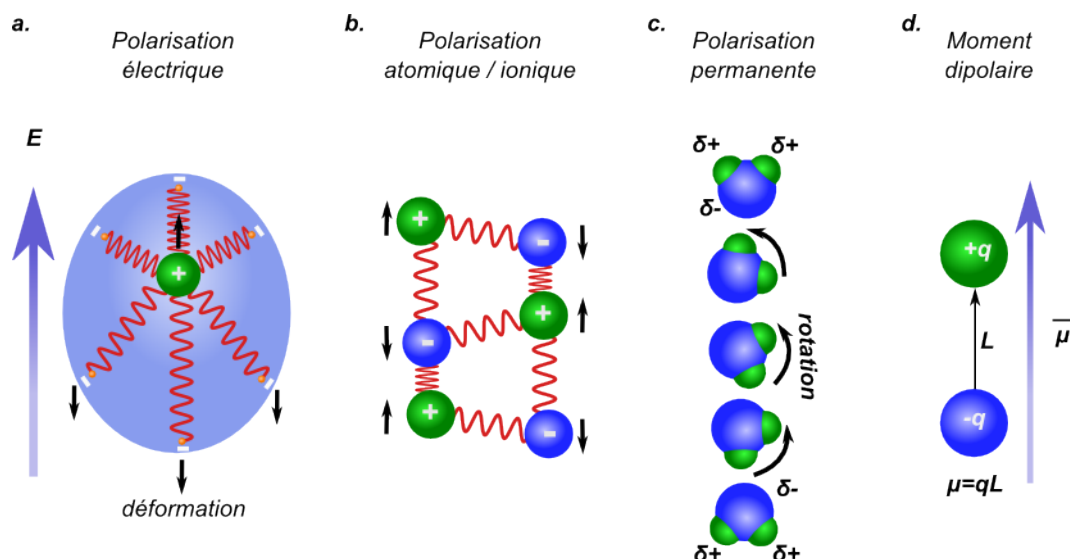 a.
Polarisation
électrique
E
+
déformation
b.
Polarisation
atomique / ionique
+
-
+
-
+
-
c.
Polarisation
permanente
δ+ δ+
δ-
rotation
δ-
δ+ δ+
d.
Moment
dipolaire
+q
L
μ
-q
μ=qL